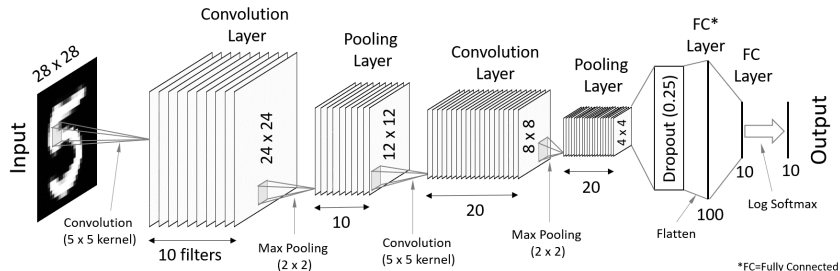 Input
28 x 28
Convolution
(5 x 5 kernel)
Convolution
Layer
24 x 24
10 filters
Max Pooling
(2 x 2)
Pooling
Layer
12 x 12
10
Convolution
(5 x 5 kernel)
Convolution
Layer
8 x 8
20
Max Pooling
(2 x 2)
Pooling
Layer
4 x 4
20
Dropout (0.25)
Flatten
FC*
Layer
100
FC
Layer
10
Log Softmax
10
Output
*FC=Fully Connected